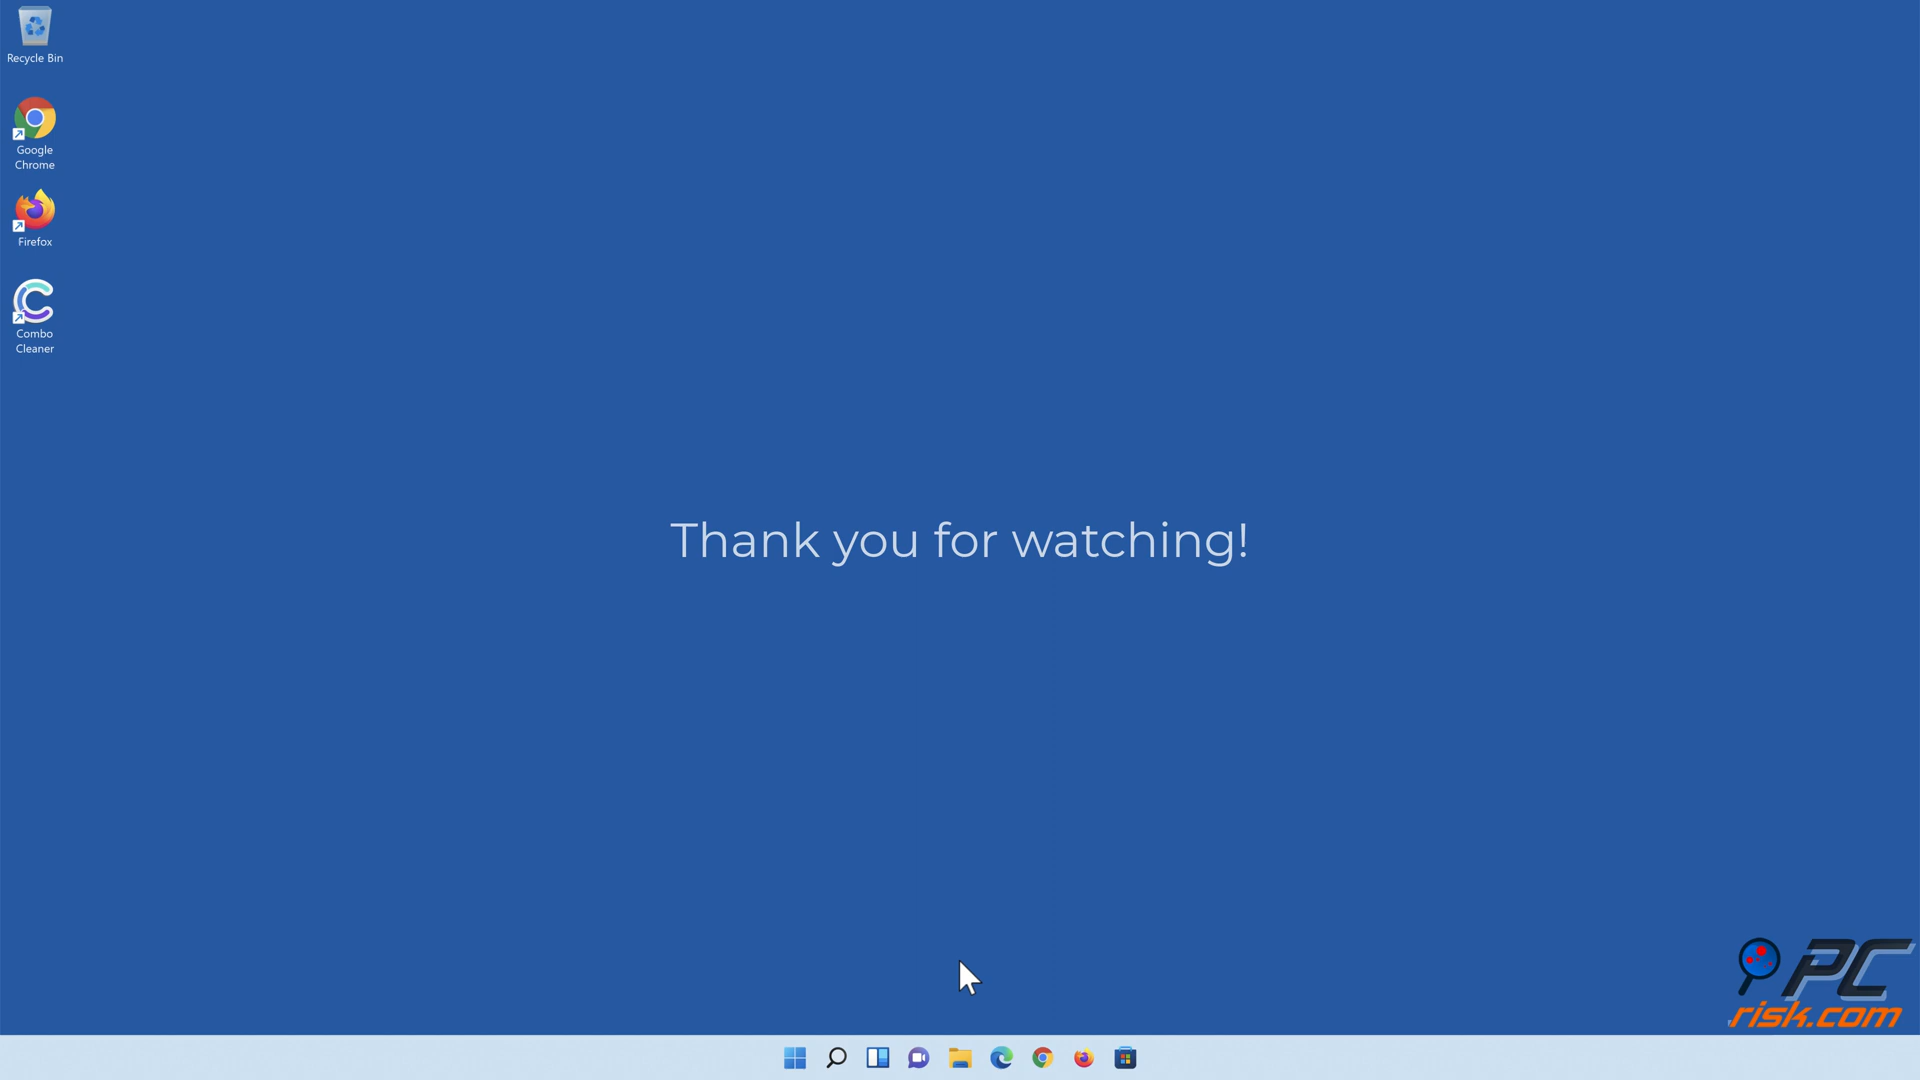 Recycle Bin
Google
Chrome
Firefox
Combo
Cleaner
Thank you for watching!
PC
risk.com